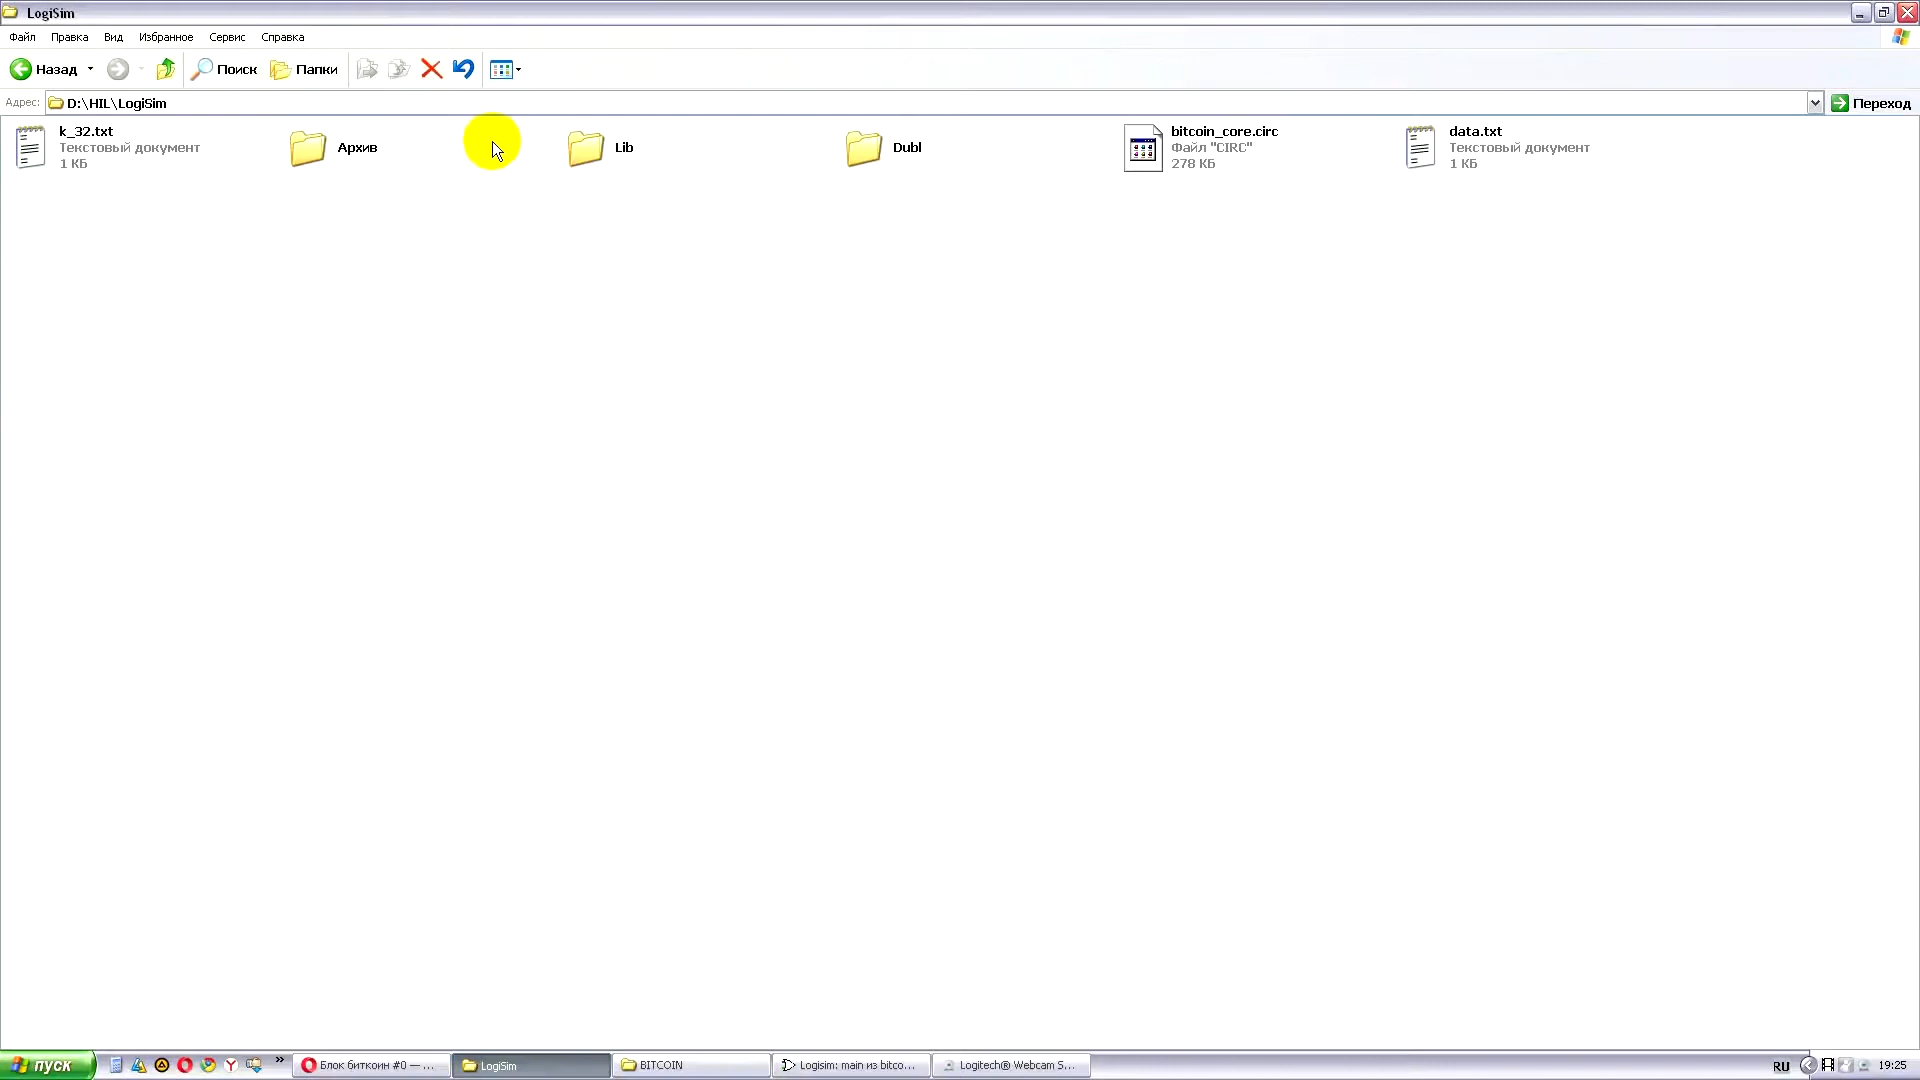 LogiSim
Файл Правка Вид Избранное Сервис Справка
Назад Поиск Папки
Адрес: D:\HIL\LogiSim Переход
k_32.txt
Текстовый документ
1 КБ
Архив
Lib
Dubl
bitcoin_core.circ
Файл "CIRC"
278 КБ
data.txt
Текстовый документ
1 КБ
пуск » Блок биткоин #0 — ... LogiSim BITCOIN Logisim: main из bitco... Logitech® Webcam S... RU 19:25